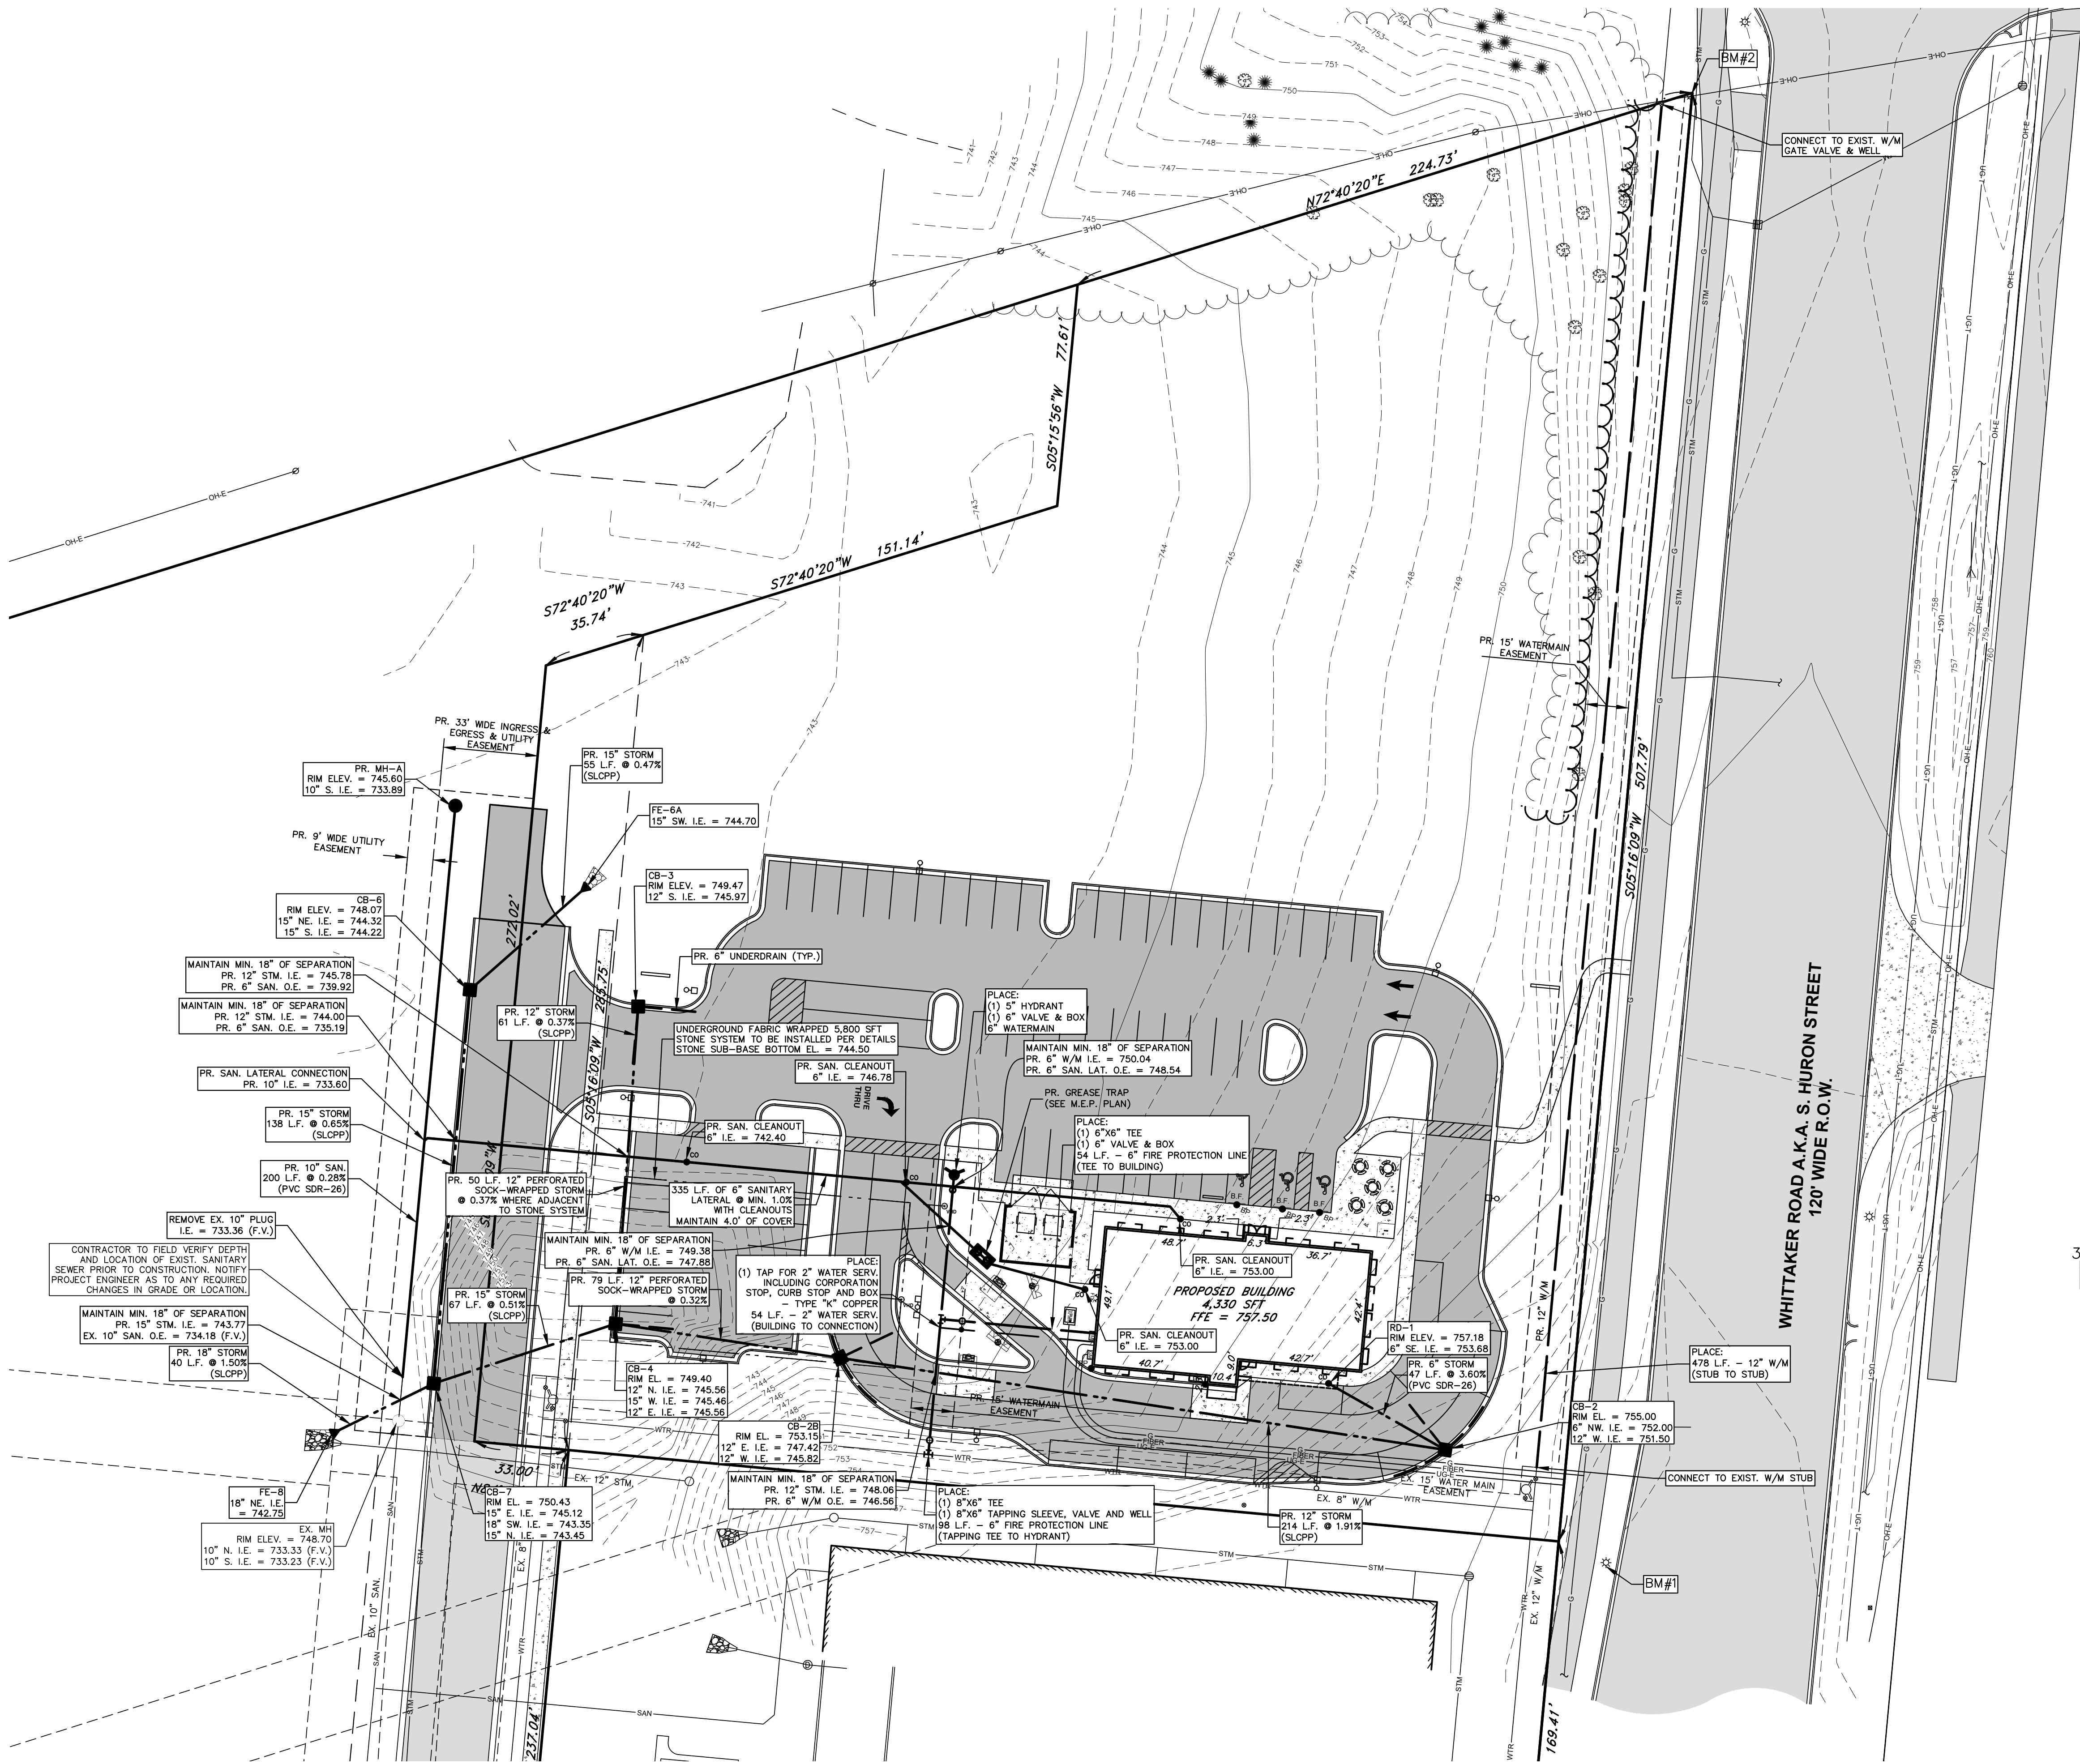 BM#2
CONNECT TO EXIST. W/M
GATE VALVE & WELL
N72°40'20"E 224.73'
S05°15'56"W 77.61'
S72°40'20"W 151.14'
S72°40'20"W
35.74'
PR. 15' WATERMAIN
EASEMENT
S05°16'09"W 507.79'
WHITTAKER ROAD A.K.A. S. HURON STREET
120' WIDE R.O.W.
PR. 33' WIDE INGRESS &
EGRESS & UTILITY
EASEMENT
PR. 15" STORM
55 L.F. @ 0.47%
(SLCPP)
PR. MH-A
RIM ELEV. = 745.60
10" S. I.E. = 733.89
FE-6A
15" SW. I.E. = 744.70
PR. 9' WIDE UTILITY
EASEMENT
CB-3
RIM ELEV. = 749.47
12" S. I.E. = 745.97
CB-6
RIM ELEV. = 748.07
15" NE. I.E. = 744.32
15" S. I.E. = 744.22
272.02'
285.75'
S05°16'09"W
PR. 6" UNDERDRAIN (TYP.)
MAINTAIN MIN. 18" OF SEPARATION
PR. 12" STM. I.E. = 745.78
PR. 6" SAN. O.E. = 739.92
MAINTAIN MIN. 18" OF SEPARATION
PR. 12" STM. I.E. = 744.00
PR. 6" SAN. O.E. = 735.19
PR. 12" STORM
61 L.F. @ 0.37%
(SLCPP)
PLACE:
(1) 5" HYDRANT
(1) 6" VALVE & BOX
6" WATERMAIN
UNDERGROUND FABRIC WRAPPED 5,800 SFT
STONE SYSTEM TO BE INSTALLED PER DETAILS
STONE SUB-BASE BOTTOM EL. = 744.50
MAINTAIN MIN. 18" OF SEPARATION
PR. 6" W/M I.E. = 750.04
PR. 6" SAN. LAT. O.E. = 748.54
PR. SAN. CLEANOUT
6" I.E. = 746.78
PR. SAN. LATERAL CONNECTION
PR. 10" I.E. = 733.60
DRIVE
THRU
PR. GREASE TRAP
(SEE M.E.P. PLAN)
PR. 15" STORM
138 L.F. @ 0.65%
(SLCPP)
PR. SAN. CLEANOUT
6" I.E. = 742.40
PLACE:
(1) 6"X6" TEE
(1) 6" VALVE & BOX
54 L.F. - 6" FIRE PROTECTION LINE
(TEE TO BUILDING)
PR. 10" SAN.
200 L.F. @ 0.28%
(PVC SDR-26)
PR. 50 L.F. 12" PERFORATED
SOCK-WRAPPED STORM
@ 0.37% WHERE ADJACENT
TO STONE SYSTEM
335 L.F. OF 6" SANITARY
LATERAL @ MIN. 1.0%
WITH CLEANOUTS
MAINTAIN 4.0' OF COVER
REMOVE EX. 10" PLUG
I.E. = 733.36 (F.V.)
CONTRACTOR TO FIELD VERIFY DEPTH
AND LOCATION OF EXIST. SANITARY
SEWER PRIOR TO CONSTRUCTION. NOTIFY
PROJECT ENGINEER AS TO ANY REQUIRED
CHANGES IN GRADE OR LOCATION.
MAINTAIN MIN. 18" OF SEPARATION
PR. 6" W/M I.E. = 749.38
PR. 6" SAN. LAT. O.E. = 747.88
PR. 79 L.F. 12" PERFORATED
SOCK-WRAPPED STORM
@ 0.32%
PLACE:
(1) TAP FOR 2" WATER SERV.
INCLUDING CORPORATION
STOP, CURB STOP AND BOX
- TYPE "K" COPPER
54 L.F. - 2" WATER SERV.
(BUILDING TO CONNECTION)
PR. SAN. CLEANOUT
6" I.E. = 753.00
48.7'
6.3'
36.7'
2.1'
2.3'
49.1'
42.4'
PROPOSED BUILDING
4,330 SFT
FFE = 757.50
PR. SAN. CLEANOUT
6" I.E. = 753.00
40.7'
10.4'
9.0'
42.7'
PR. 15" STORM
67 L.F. @ 0.51%
(SLCPP)
MAINTAIN MIN. 18" OF SEPARATION
PR. 15" STM. I.E. = 743.77
EX. 10" SAN. O.E. = 734.18 (F.V.)
PR. 18" STORM
40 L.F. @ 1.50%
(SLCPP)
RD-1
RIM ELEV. = 757.18
6" SE. I.E. = 753.68
PR. 6" STORM
47 L.F. @ 3.60%
(PVC SDR-26)
PR. 12" W/M
PLACE:
478 L.F. - 12" W/M
(STUB TO STUB)
CB-4
RIM EL. = 749.40
12" N. I.E. = 745.56
15" W. I.E. = 745.46
12" E. I.E. = 745.56
PR. 15' WATERMAIN
EASEMENT
CB-2
RIM EL. = 755.00
6" NW. I.E. = 752.00
12" W. I.E. = 751.50
CB-2B
RIM EL. = 753.15
12" E. I.E. = 747.42
12" W. I.E. = 745.82
CONNECT TO EXIST. W/M STUB
33.00'
EX. 12" STM.
EX. 15' WATER MAIN
EASEMENT
EX. 8" W/M
MAINTAIN MIN. 18" OF SEPARATION
PR. 12" STM. I.E. = 748.06
PR. 6" W/M O.E. = 746.56
PLACE:
(1) 8"X6" TEE
(1) 8"X6" TAPPING SLEEVE, VALVE AND WELL
98 L.F. - 6" FIRE PROTECTION LINE
(TAPPING TEE TO HYDRANT)
FE-8
18" NE. I.E.
= 742.75
CB-7
RIM EL. = 750.43
15" E. I.E. = 745.12
18" SW. I.E. = 743.35
15" N. I.E. = 743.45
PR. 12" STORM
214 L.F. @ 1.91%
(SLCPP)
EX. MH
RIM ELEV. = 748.70
10" N. I.E. = 733.33 (F.V.)
10" S. I.E. = 733.23 (F.V.)
BM#1
EX. 10" SAN.
EX. 12" W/M
237.04'
169.41'